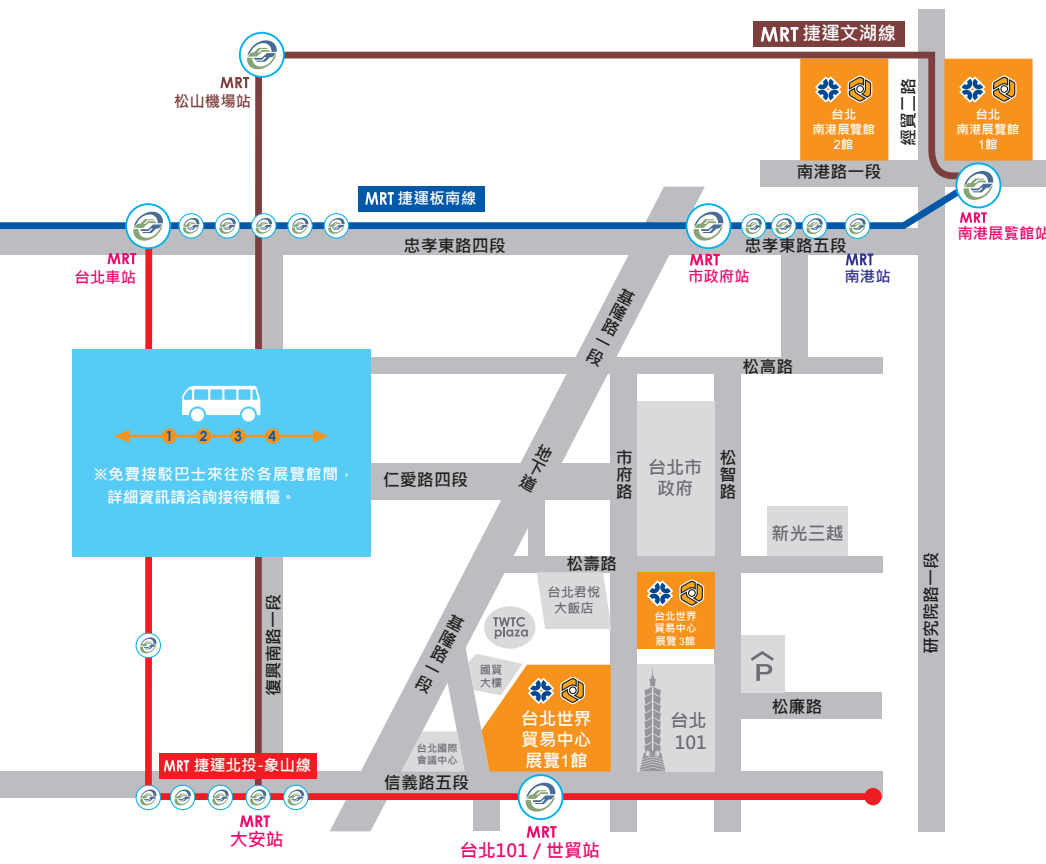 MRT 捷運文湖線
MRT
松山機場站
台北
南港展覽館
2館
經貿二路
台北
南港展覽館
1館
南港路一段
MRT 捷運板南線
MRT
南港展覽館站
忠孝東路四段
忠孝東路五段
MRT
台北車站
MRT
市政府站
MRT
南港站
基隆路一段
松高路
1 2 3 4
※免費接駁巴士來往於各展覽館間，
詳細資訊請洽詢接待櫃檯。
地下道
仁愛路四段
市府路
台北市
政府
松智路
新光三越
松壽路
研究院路一段
台北君悅
大飯店
台北世界
貿易中心
展覽 3館
復興南路一段
TWTC
plaza
基隆路一段
國貿
大樓
P
台北世界
貿易中心
展覽1館
台北
101
松廉路
台北國際
會議中心
MRT 捷運北投-象山線
信義路五段
MRT
大安站
MRT
台北101 / 世貿站